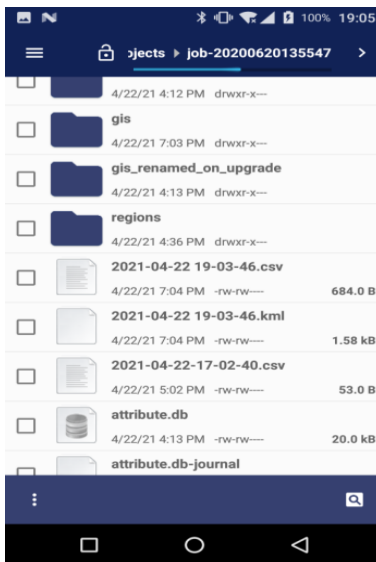 100% 19:05
ojects ▸ job-20200620135547 >
4/22/21 4:12 PM drwxr-x---
gis
4/22/21 7:03 PM drwxr-x---
gis_renamed_on_upgrade
4/22/21 4:13 PM drwxr-x---
regions
4/22/21 4:36 PM drwxr-x---
2021-04-22 19-03-46.csv
4/22/21 7:04 PM -rw-rw---- 684.0 B
2021-04-22 19-03-46.kml
4/22/21 7:04 PM -rw-rw---- 1.58 kB
2021-04-22-17-02-40.csv
4/22/21 5:02 PM -rw-rw---- 53.0 B
attribute.db
4/22/21 4:13 PM -rw-rw---- 20.0 kB
attribute.db-journal